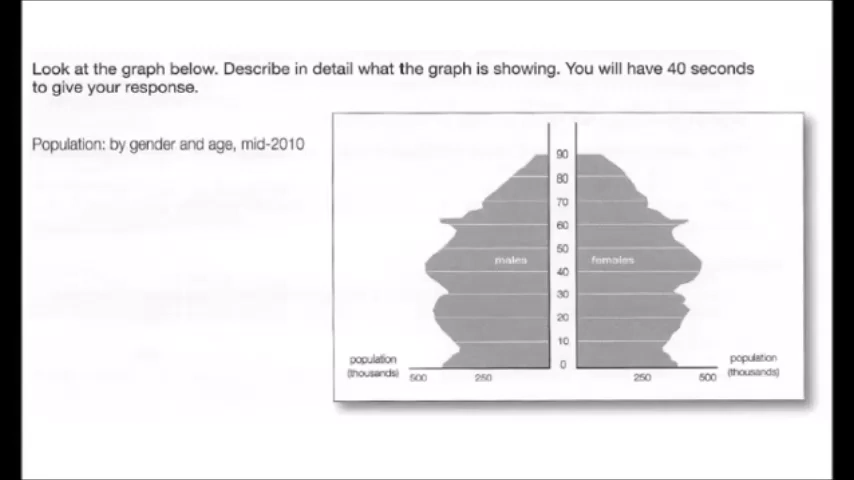 Look at the graph below. Describe in detail what the graph is showing. You will have 40 seconds
to give your response.
Population: by gender and age, mid-2010
90
80
70
60
50
males
females
40
30
20
10
0
population
(thousands)
500
250
250
500
population
(thousands)